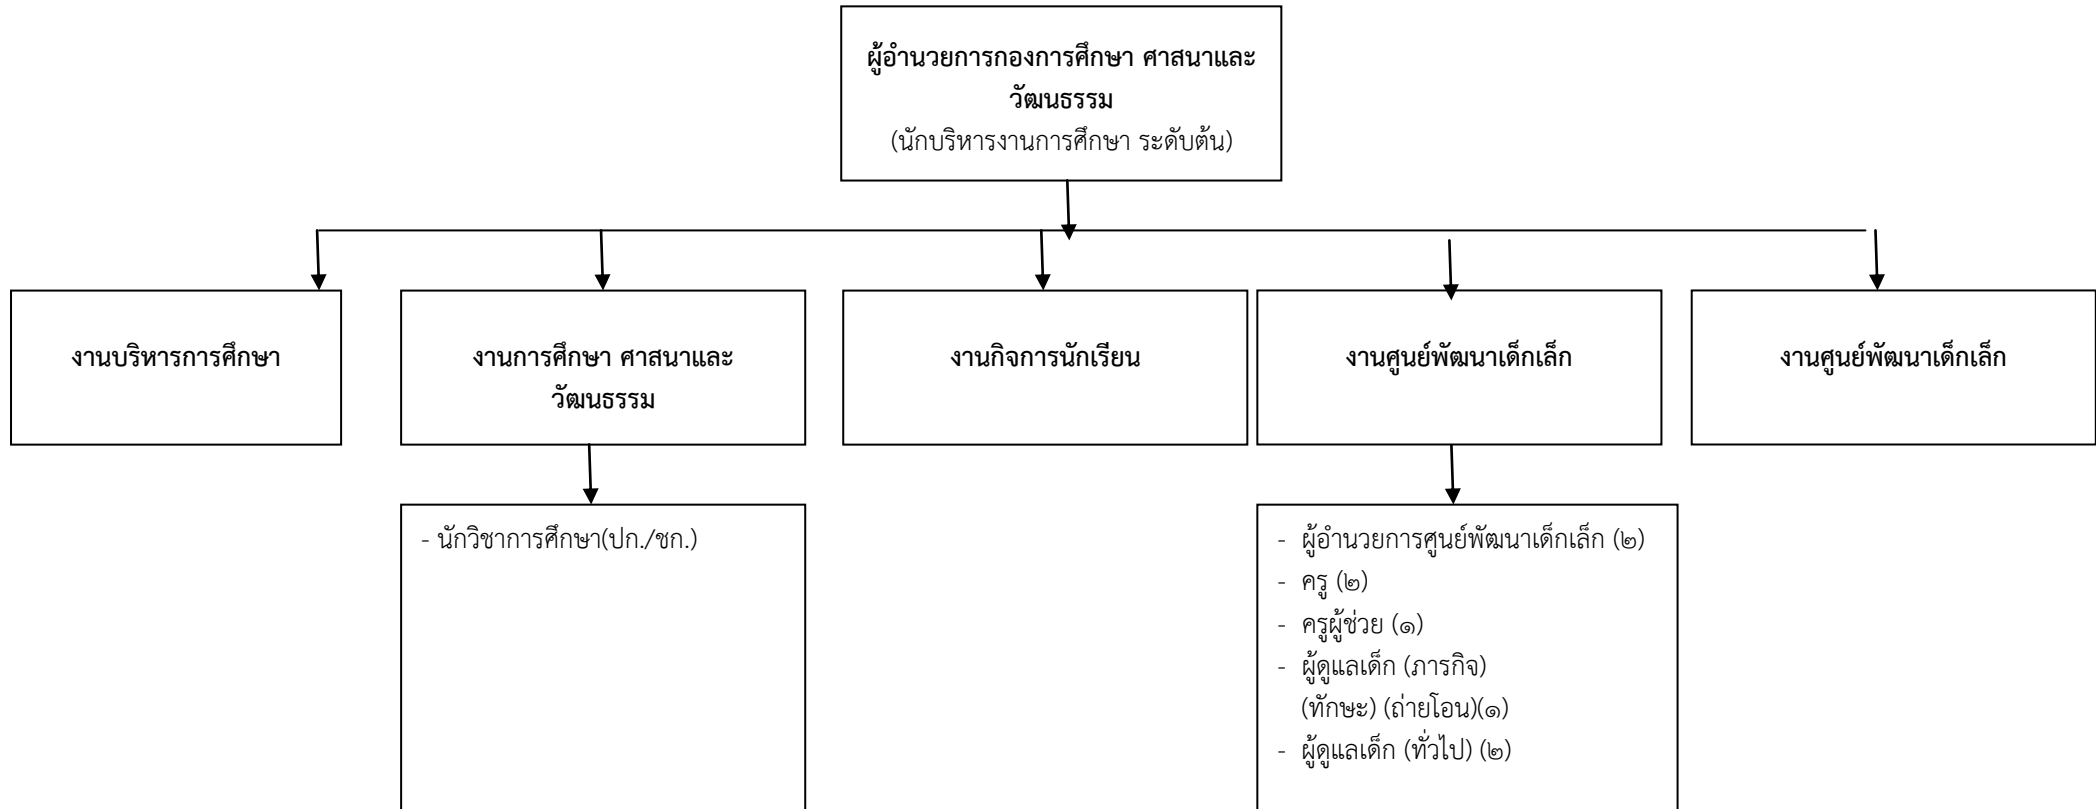 ผู้อำนวยการกองการศึกษา ศาสนาและ
วัฒนธรรม
(นักบริหารงานการศึกษา ระดับต้น)
งานบริหารการศึกษา
งานการศึกษา ศาสนาและ
วัฒนธรรม
งานกิจการนักเรียน
งานศูนย์พัฒนาเด็กเล็ก
งานศูนย์พัฒนาเด็กเล็ก
- นักวิชาการศึกษา(ปก./ชก.)
- ผู้อำนวยการศูนย์พัฒนาเด็กเล็ก (๒)
- ครู (๒)
- ครูผู้ช่วย (๑)
- ผู้ดูแลเด็ก (ภารกิจ)
(ทักษะ) (ถ่ายโอน)(๑)
- ผู้ดูแลเด็ก (ทั่วไป) (๒)